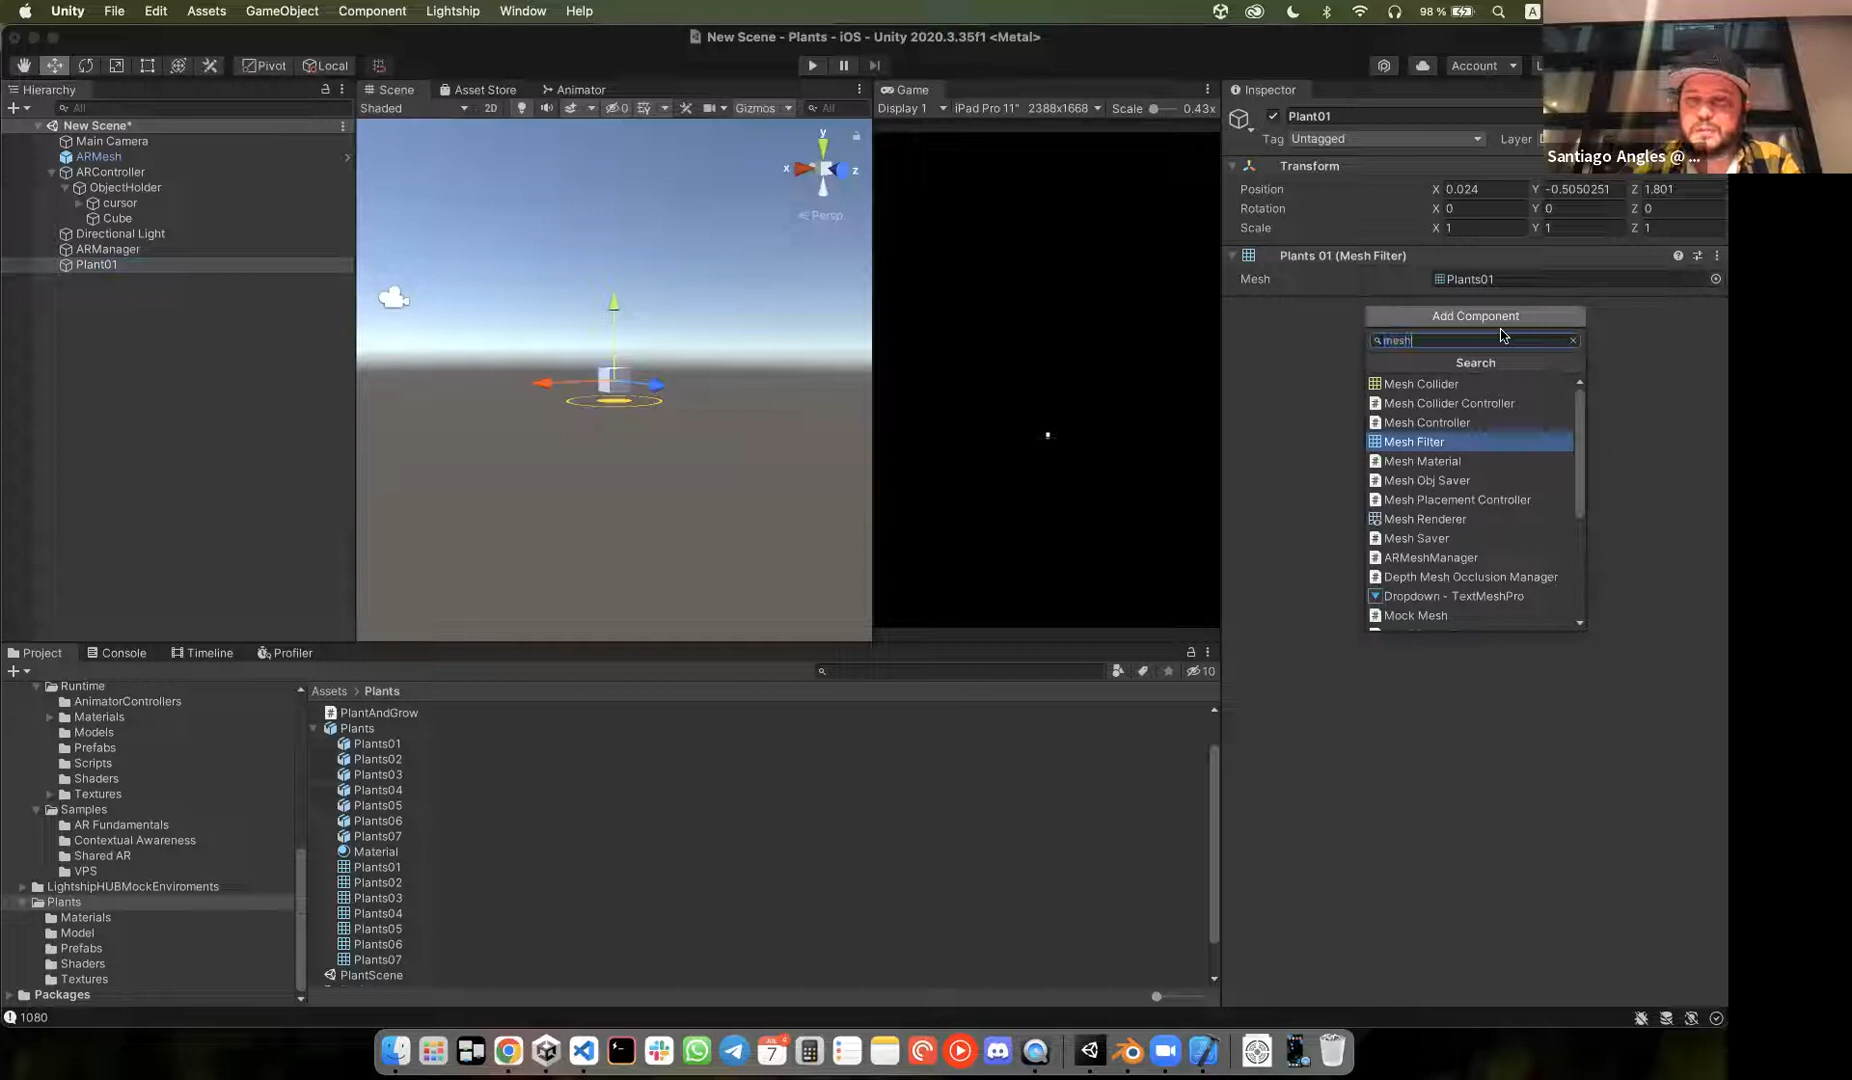 Unity File Edit Assets GameObject Component Lightship Window Help 98 % A
New Scene - Plants - iOS - Unity 2020.3.35f1 <Metal>
Pivot Local Account
Hierarchy Scene Asset Store Animator Game Inspector
All Shaded 2D 0 Gizmos All Display 1 iPad Pro 11" 2388x1668 Scale 0.43x
Plant01
Tag Untagged Layer
Santiago Angles @ ...
New Scene*
Main Camera
ARMesh
ARController
ObjectHolder
cursor
Cube
Directional Light
ARManager
Plant01
y
x z
Persp
Transform
Position X 0.024 Y -0.5050251 Z 1.801
Rotation X 0 Y 0 Z 0
Scale X 1 Y 1 Z 1
Plants 01 (Mesh Filter)
Mesh Plants01
Add Component
mesh
Search
Mesh Collider
Mesh Collider Controller
Mesh Controller
Mesh Filter
Mesh Material
Mesh Obj Saver
Mesh Placement Controller
Mesh Renderer
Mesh Saver
ARMeshManager
Depth Mesh Occlusion Manager
Dropdown - TextMeshPro
Mock Mesh
Project Console Timeline Profiler
10
Runtime
AnimatorControllers
Materials
Models
Prefabs
Scripts
Shaders
Textures
Samples
AR Fundamentals
Contextual Awareness
Shared AR
VPS
LightshipHUBMockEnviroments
Plants
Materials
Model
Prefabs
Shaders
Textures
Packages
Assets > Plants
PlantAndGrow
Plants
Plants01
Plants02
Plants03
Plants04
Plants05
Plants06
Plants07
Material
Plants01
Plants02
Plants03
Plants04
Plants05
Plants06
Plants07
PlantScene
1080
JUL
7
4